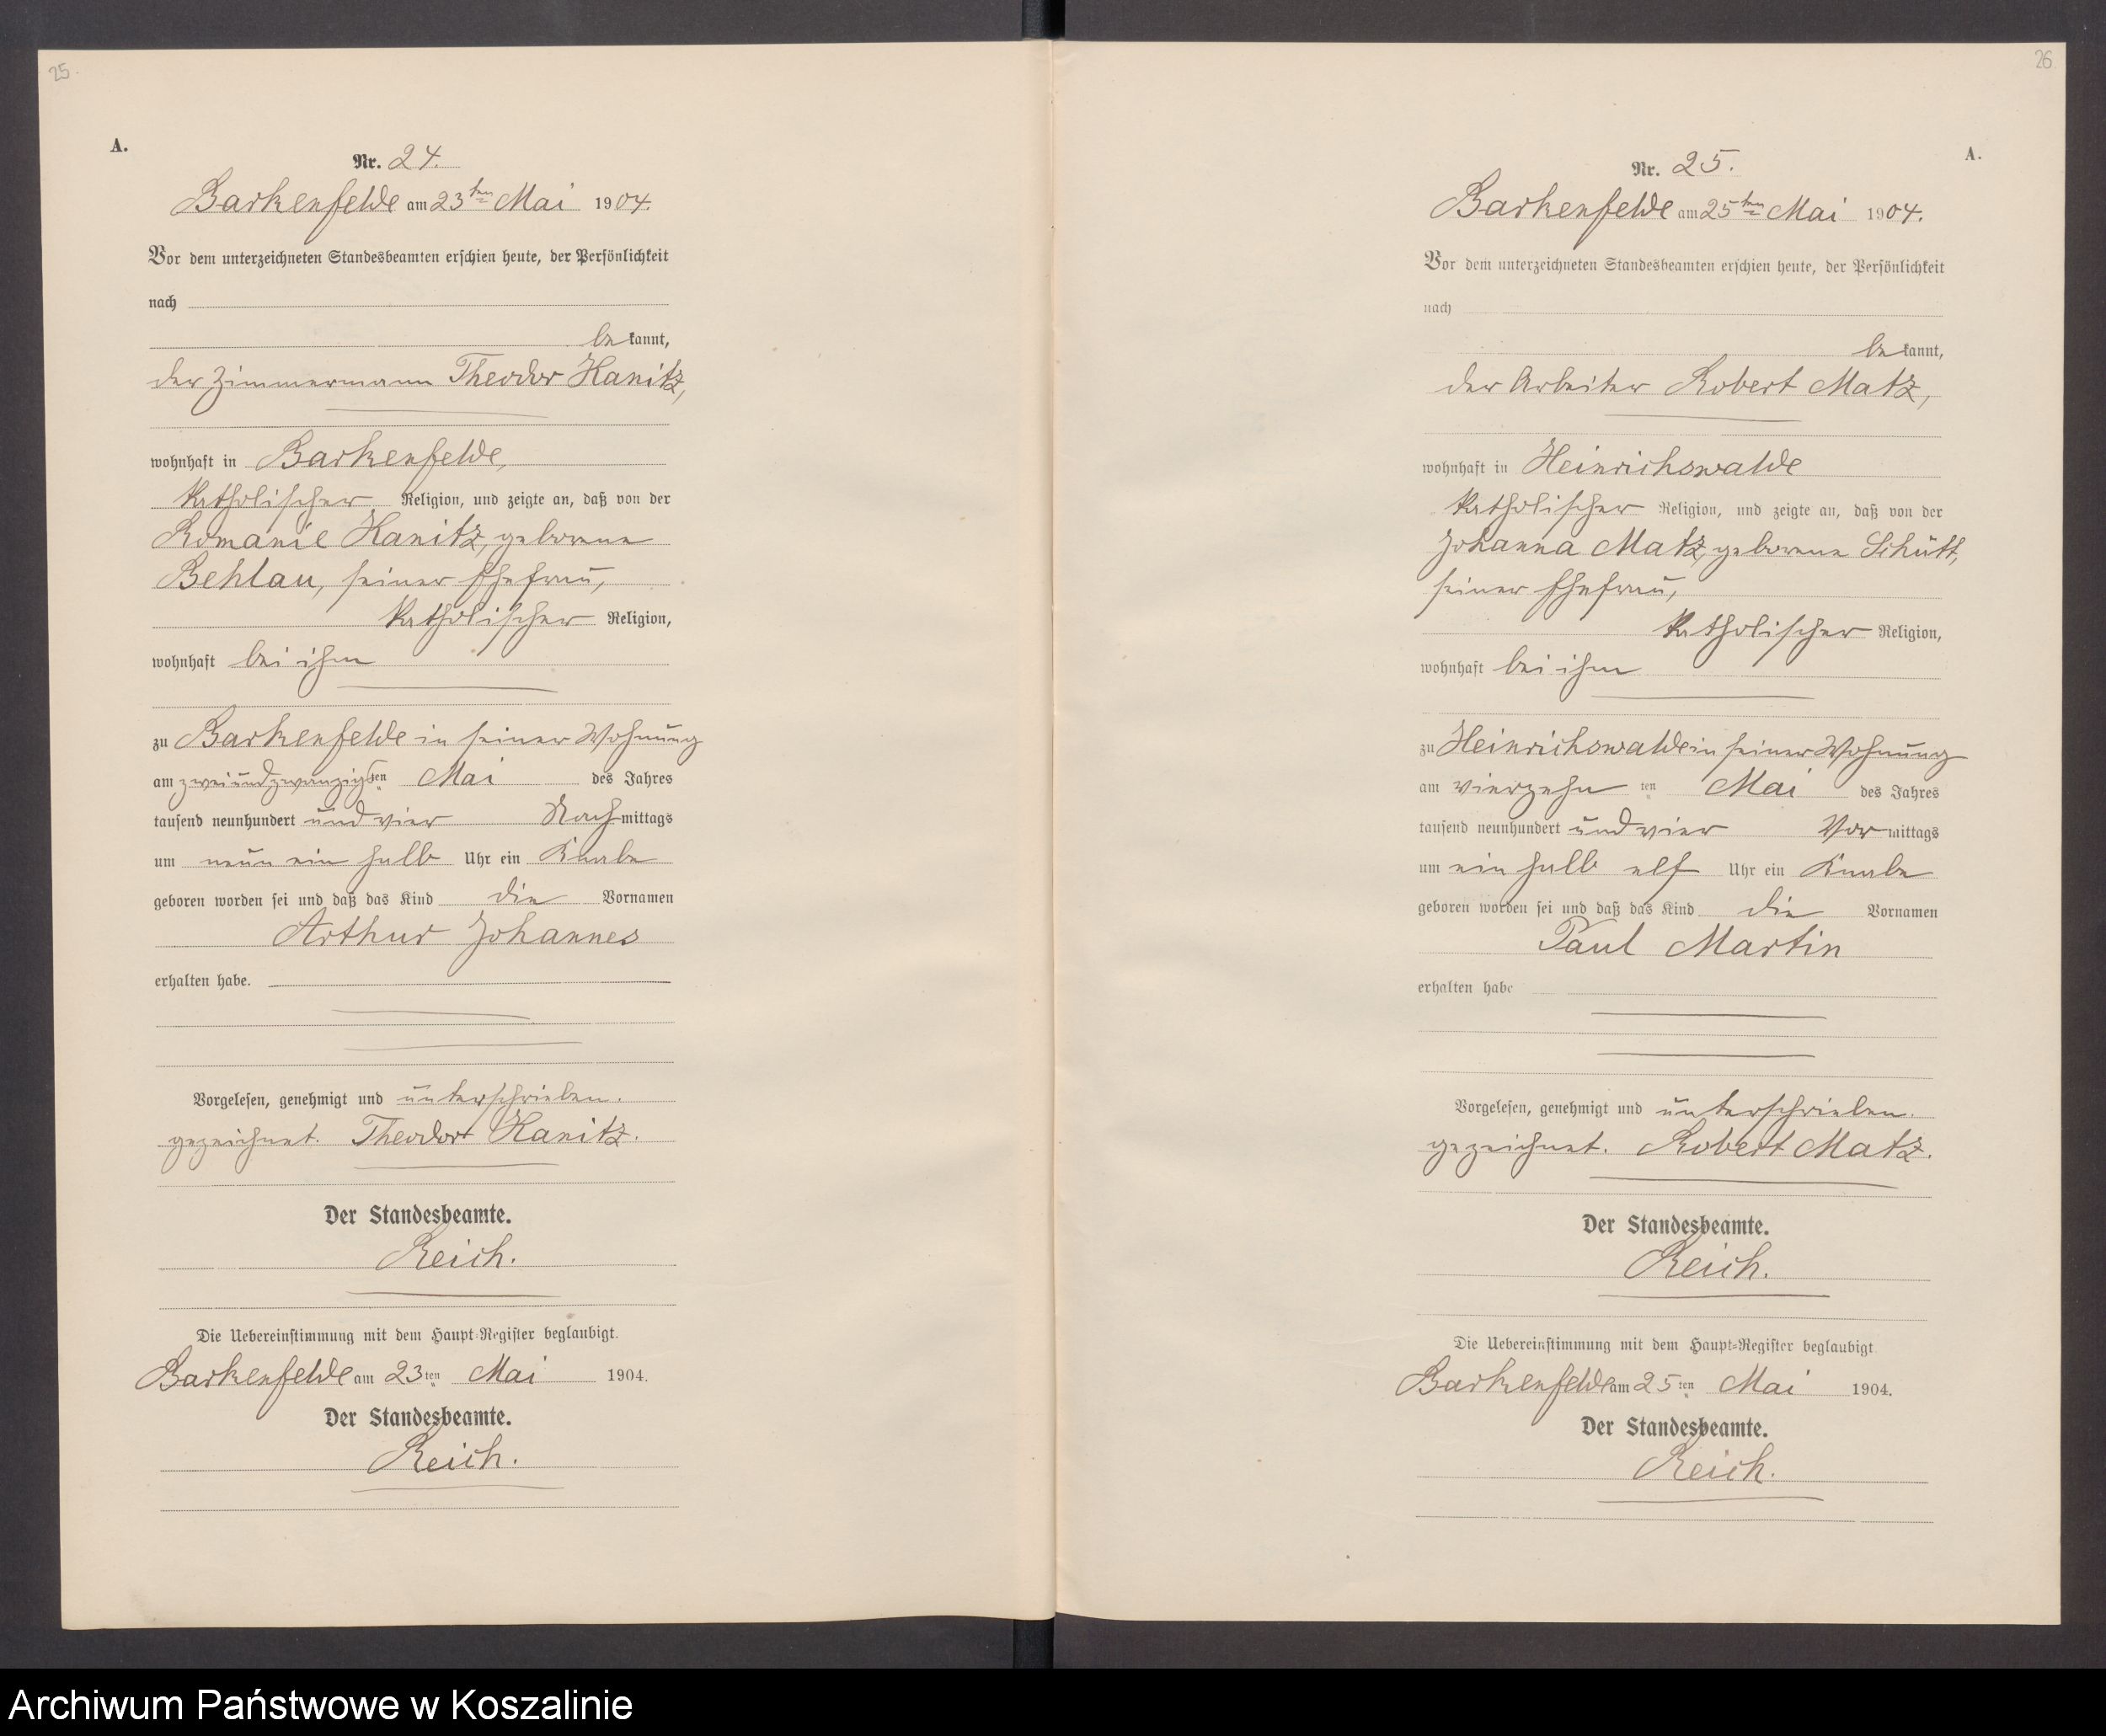 25
A.
Nr. 24.
Barkenfelde am 23ten Mai 1904.
Vor dem unterzeichneten Standesbeamten erschien heute, der Persönlichkeit
nach
bekannt,
der Zimmermann Theodor Kanitz,
wohnhaft in Barkenfelde,
katholischer Religion, und zeigte an, daß von der
Romanie Kanitz, geborene
Behlau, seiner Ehefrau,
katholischer Religion,
wohnhaft bei ihm
zu Barkenfelde in seiner Wohnung
am zweiundzwanzigsten Mai des Jahres
tausend neunhundert und vier Nachmittags
um neun ein halb Uhr ein Knabe
geboren worden sei und daß das Kind die Vornamen
Arthur Johannes
erhalten habe.
Vorgelesen, genehmigt und unterschrieben.
gezeichnet. Theodor Kanitz.
Der Standesbeamte.
Reich.
Die Uebereinstimmung mit dem Haupt-Register beglaubigt.
Barkenfelde am 23ten Mai 1904.
Der Standesbeamte.
Reich.
26
A.
Nr. 25.
Barkenfelde am 25ten Mai 1904.
Vor dem unterzeichneten Standesbeamten erschien heute, der Persönlichkeit
nach
bekannt,
der Arbeiter Robert Matz,
wohnhaft in Heinrichswalde
katholischer Religion, und zeigte an, daß von der
Johanna Matz, geborene Schütt,
seiner Ehefrau,
katholischer Religion,
wohnhaft bei ihm
zu Heinrichswalde in seiner Wohnung
am vierzehnten Mai des Jahres
tausend neunhundert und vier Vormittags
um ein halb elf Uhr ein Knabe
geboren worden sei und daß das Kind die Vornamen
Paul Martin
erhalten habe
Vorgelesen, genehmigt und unterschrieben.
gezeichnet. Robert Matz.
Der Standesbeamte.
Reich.
Die Uebereinstimmung mit dem Haupt-Register beglaubigt
Barkenfelde am 25ten Mai 1904.
Der Standesbeamte.
Reich.
Archiwum Państwowe w Koszalinie